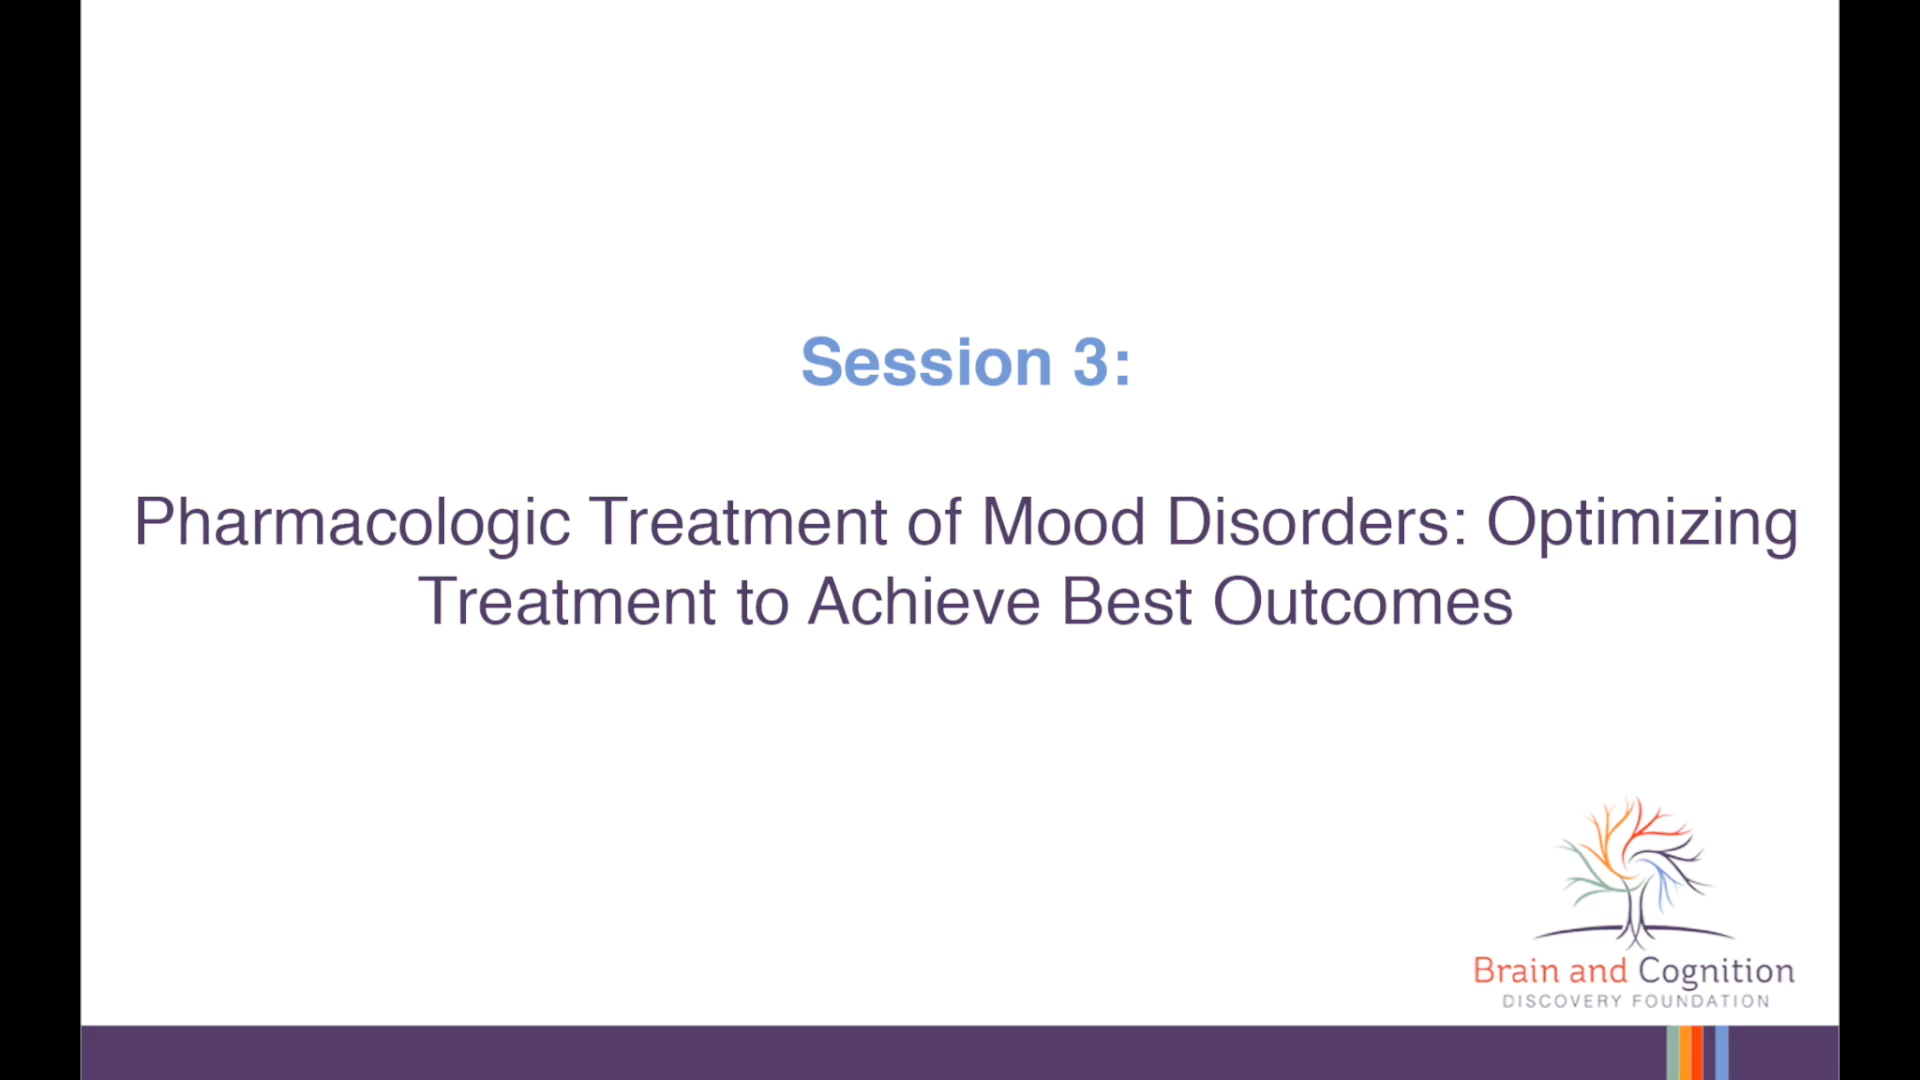 Session 3:
Pharmacologic Treatment of Mood Disorders: Optimizing
Treatment to Achieve Best Outcomes
Brain and Cognition
DISCOVERY FOUNDATION